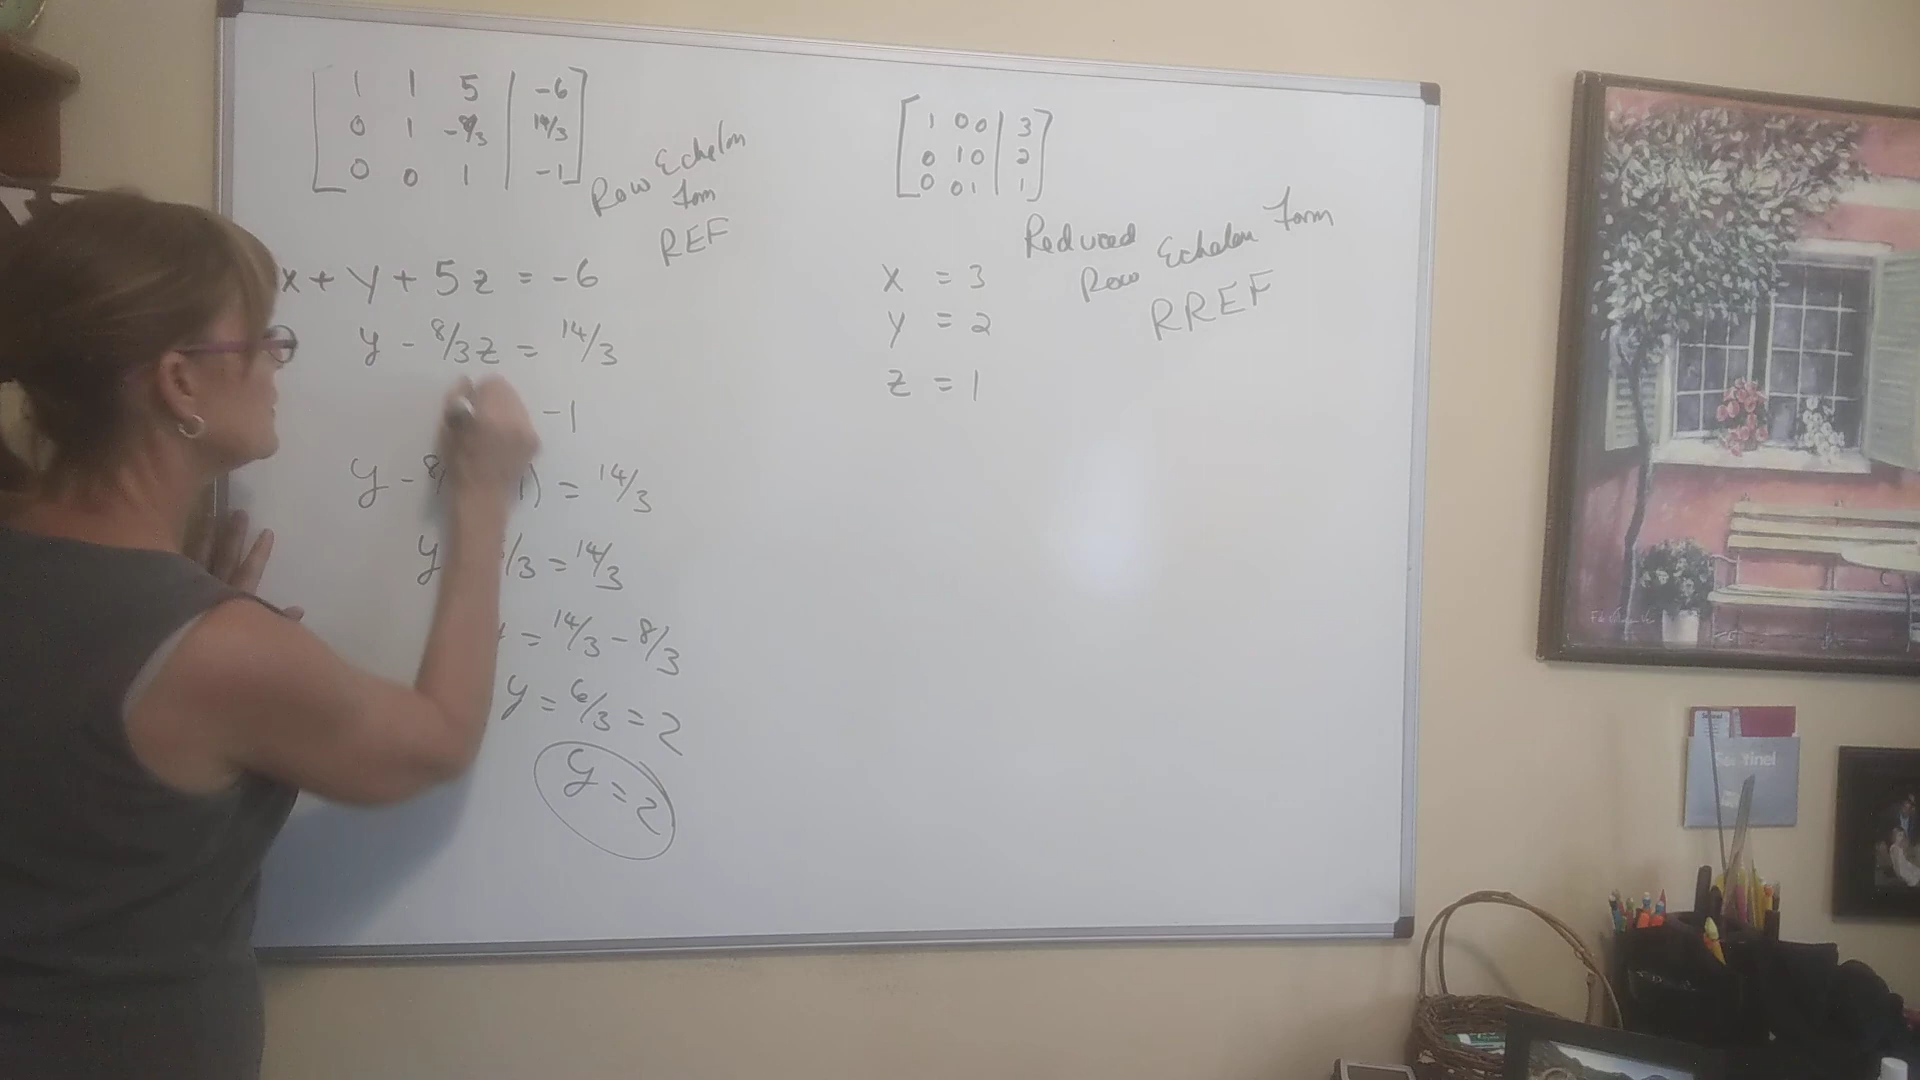 1 1 5 | -6
0 1 -8/3 | 14/3
0 0 1 | -1
Row Echelon
Form
REF
x + y + 5z = -6
y - 8/3z = 14/3
-1
y - 8 1) = 14/3
y /3 = 14/3
= 14/3 - 8/3
y = 6/3 = 2
y = 2
1 0 0 | 3
0 1 0 | 2
0 0 1 | 1
Reduced
Row Echelon Form
RREF
x = 3
y = 2
z = 1